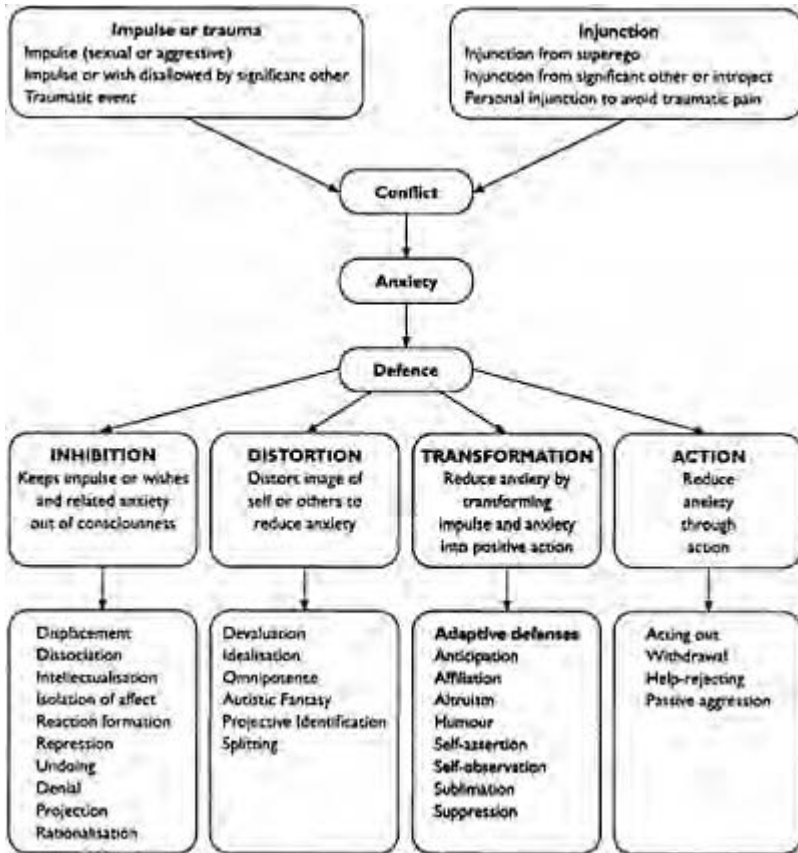 Impulse or trauma
Impulse (sexual or aggressive)
Impulse or wish disallowed by significant other
Traumatic event
Injunction
Injunction from superego
Injunction from significant other or introject
Personal injunction to avoid traumatic pain
Conflict
Anxiety
Defence
INHIBITION
Keeps impulse or wishes
and related anxiety
out of consciousness
DISTORTION
Distort image of
self or others to
reduce anxiety
TRANSFORMATION
Reduce anxiety by
transforming
impulse and anxiety
into positive action
ACTION
Reduce
anxiety
through
action
Displacement
Dissociation
Intellectualisation
Isolation of affect
Reaction formation
Repression
Undoing
Denial
Projection
Rationalisation
Devaluation
Idealisation
Omnipotence
Autistic Fantasy
Projective Identification
Splitting
Adaptive defenses
Anticipation
Affiliation
Altruism
Humour
Self-assertion
Self-observation
Sublimation
Suppression
Acting out
Withdrawal
Help-rejecting
Passive aggression